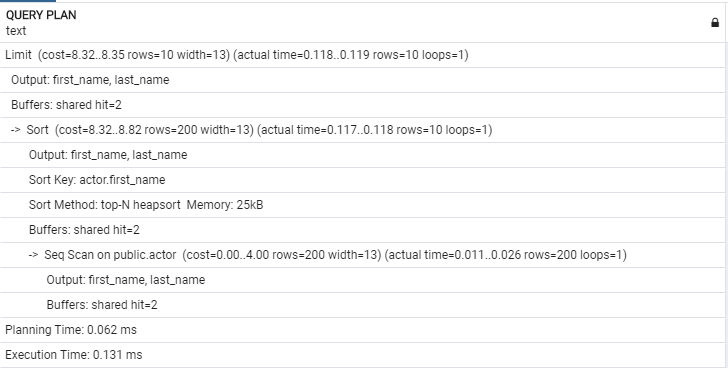 QUERY PLAN
text
Limit (cost=8.32..8.35 rows=10 width=13) (actual time=0.118..0.119 rows=10 loops=1)
Output: first_name, last_name
Buffers: shared hit=2
-> Sort (cost=8.32..8.82 rows=200 width=13) (actual time=0.117..0.118 rows=10 loops=1)
Output: first_name, last_name
Sort Key: actor.first_name
Sort Method: top-N heapsort Memory: 25kB
Buffers: shared hit=2
-> Seq Scan on public.actor (cost=0.00..4.00 rows=200 width=13) (actual time=0.011..0.026 rows=200 loops=1)
Output: first_name, last_name
Buffers: shared hit=2
Planning Time: 0.062 ms
Execution Time: 0.131 ms